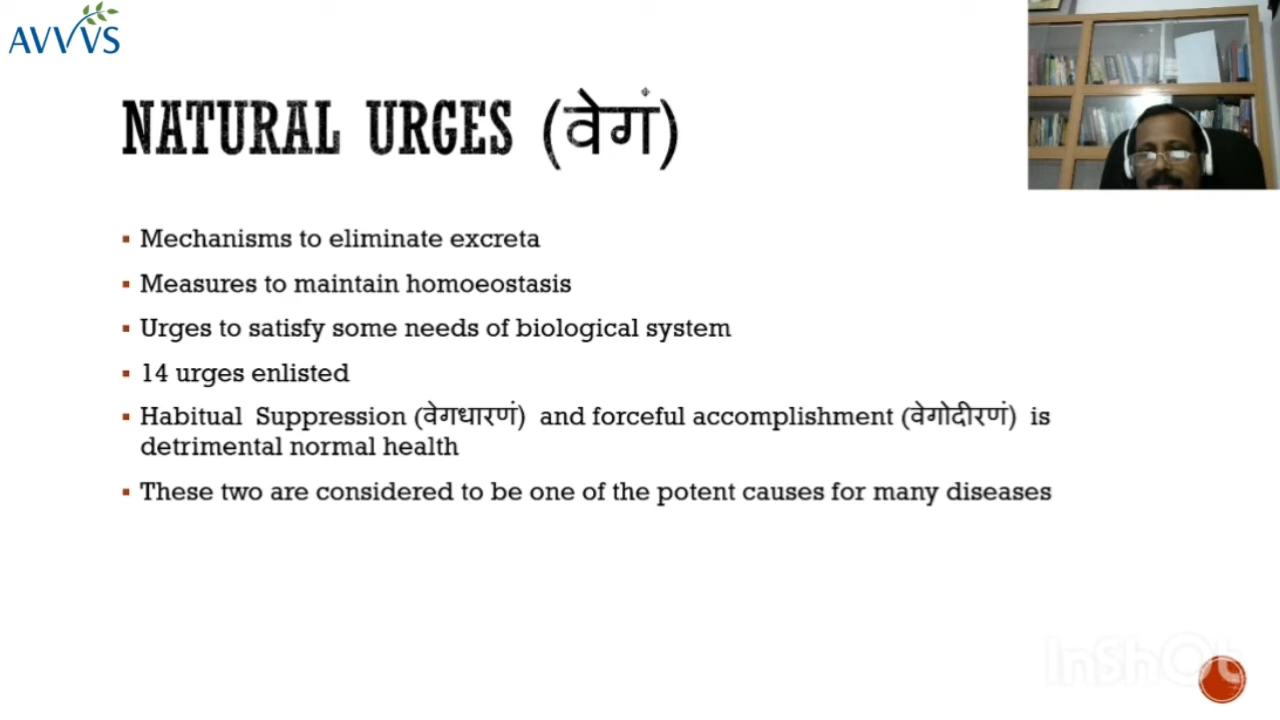 AVVVS
NATURAL URGES (वेगं)
▪ Mechanisms to eliminate excreta
▪ Measures to maintain homoeostasis
▪ Urges to satisfy some needs of biological system
▪ 14 urges enlisted
▪ Habitual Suppression (वेगधारणं) and forceful accomplishment (वेगोदीरणं) is
detrimental normal health
▪ These two are considered to be one of the potent causes for many diseases
InShOt